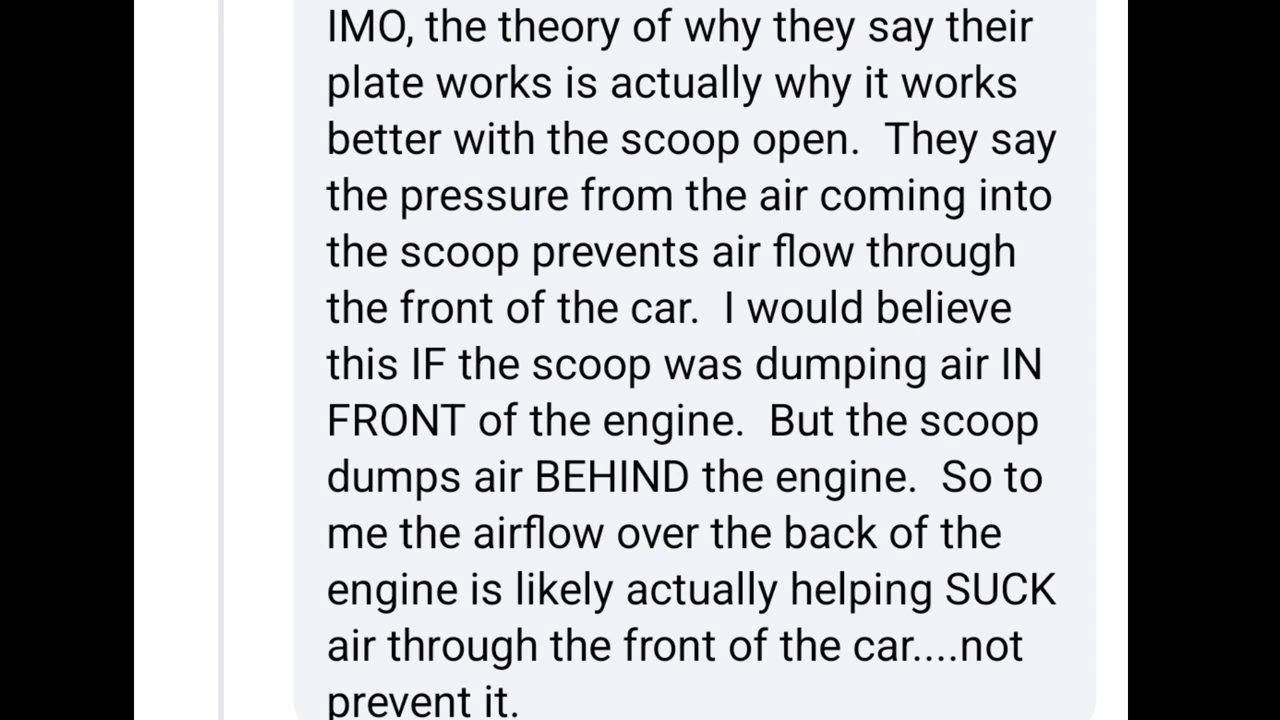 IMO, the theory of why they say their
plate works is actually why it works
better with the scoop open.  They say
the pressure from the air coming into
the scoop prevents air flow through
the front of the car.  I would believe
this IF the scoop was dumping air IN
FRONT of the engine.  But the scoop
dumps air BEHIND the engine.  So to
me the airflow over the back of the
engine is likely actually helping SUCK
air through the front of the car....not
prevent it.